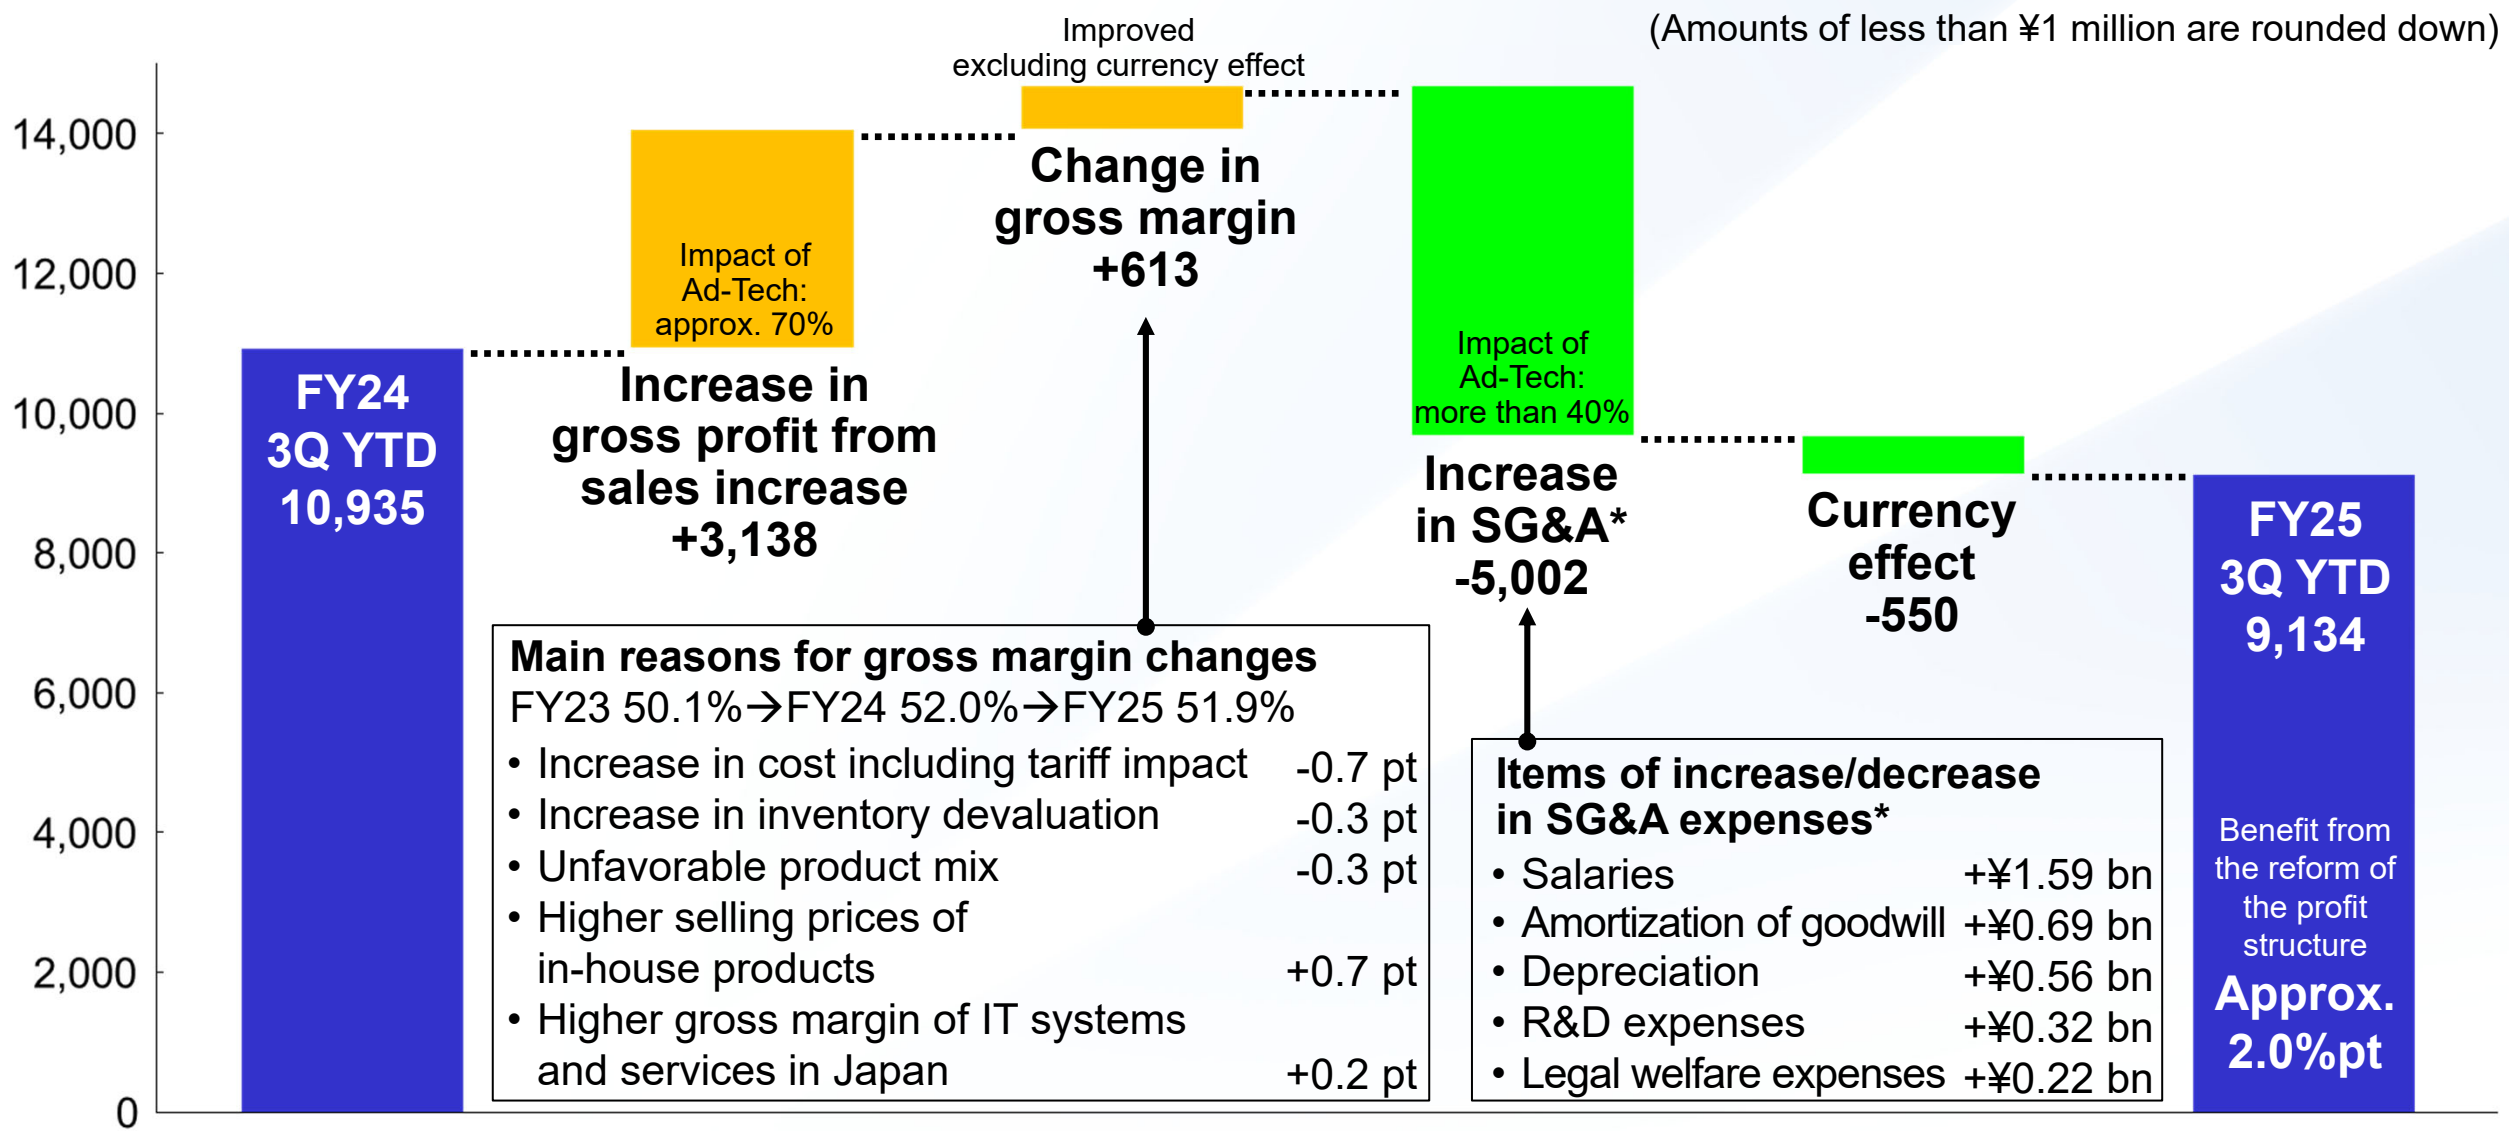 (Amounts of less than ¥1 million are rounded down)
14,000
12,000
10,000
8,000
6,000
4,000
2,000
0
FY24
3Q YTD
10,935
Impact of
Ad-Tech:
approx. 70%
Increase in
gross profit from
sales increase
+3,138
Improved
excluding currency effect
Change in
gross margin
+613
Impact of
Ad-Tech:
more than 40%
Increase
in SG&A*
-5,002
Currency
effect
-550
FY25
3Q YTD
9,134
Benefit from
the reform of
the profit
structure
Approx.
2.0%pt
Main reasons for gross margin changes
FY23 50.1%→FY24 52.0%→FY25 51.9%
• Increase in cost including tariff impact -0.7 pt
• Increase in inventory devaluation -0.3 pt
• Unfavorable product mix -0.3 pt
• Higher selling prices of
in-house products +0.7 pt
• Higher gross margin of IT systems
and services in Japan +0.2 pt
Items of increase/decrease
in SG&A expenses*
• Salaries +¥1.59 bn
• Amortization of goodwill +¥0.69 bn
• Depreciation +¥0.56 bn
• R&D expenses +¥0.32 bn
• Legal welfare expenses +¥0.22 bn